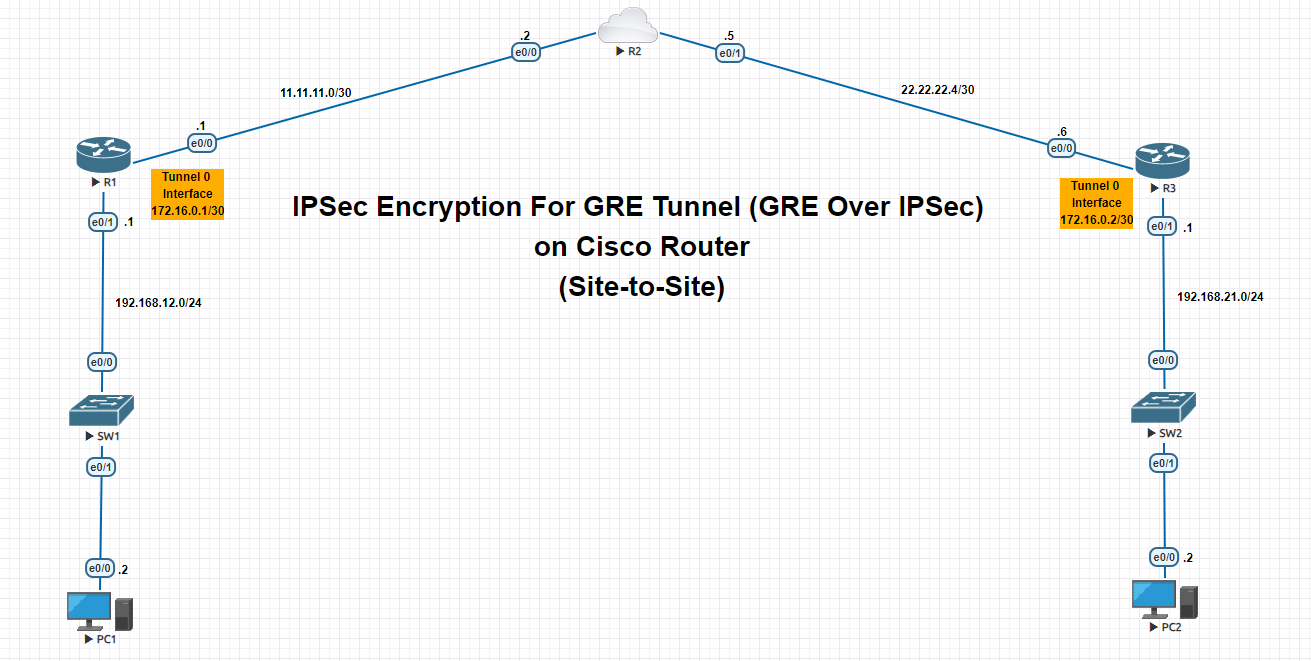 .2
e0/0
R2
.5
e0/1
11.11.11.0/30
22.22.22.4/30
.1
e0/0
R1
.6
e0/0
R3
Tunnel 0
Interface
172.16.0.1/30
Tunnel 0
Interface
172.16.0.2/30
IPSec Encryption For GRE Tunnel (GRE Over IPSec)
on Cisco Router
(Site-to-Site)
e0/1
.1
e0/1
.1
192.168.12.0/24
192.168.21.0/24
e0/0
e0/0
SW1
SW2
e0/1
e0/1
e0/0
.2
e0/0
.2
PC1
PC2